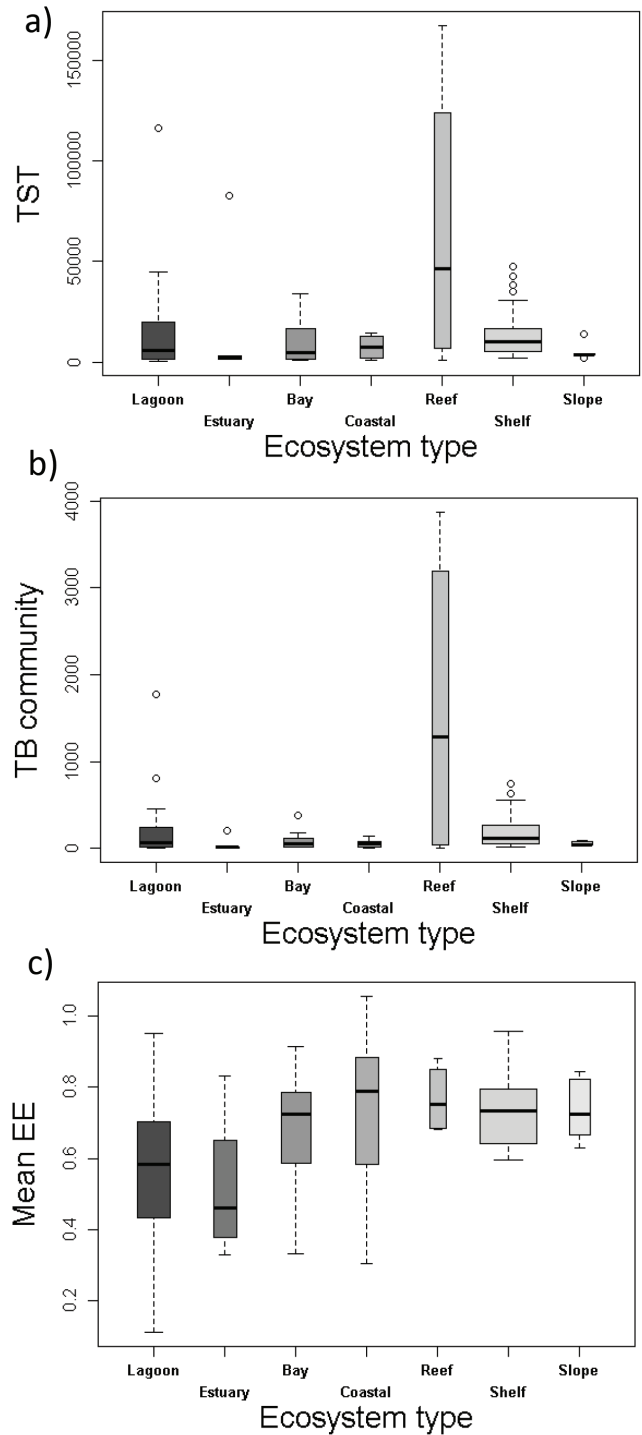 a)
TST
150000
100000
50000
0
Lagoon Bay Reef Slope
Estuary Coastal Shelf
Ecosystem type
b)
TB community
4000
3000
2000
1000
0
Lagoon Bay Reef Slope
Estuary Coastal Shelf
Ecosystem type
c)
Mean EE
1.0
0.8
0.6
0.4
0.2
Lagoon Bay Reef Slope
Estuary Coastal Shelf
Ecosystem type